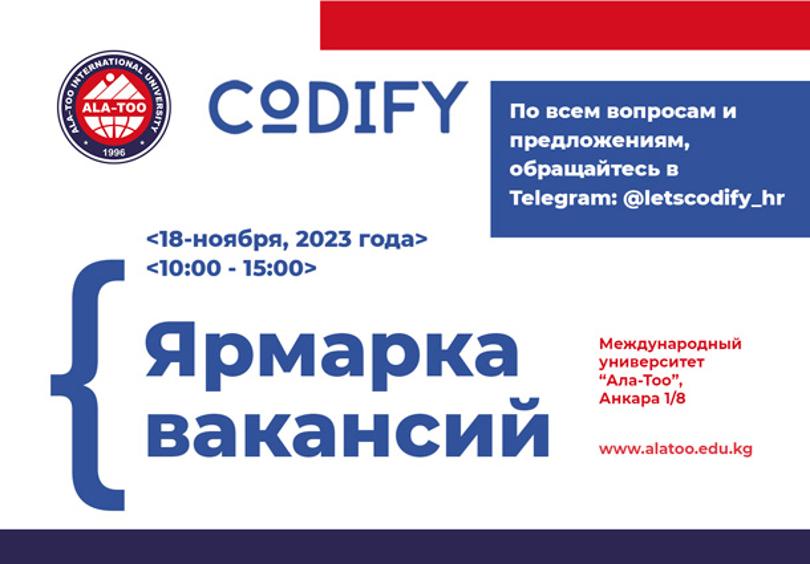 ALA-TOO INTERNATIONAL UNIVERSITY
ALA-TOO
1996
CODIFY
По всем вопросам и
предложениям,
обращайтесь в
Telegram: @letscodify_hr
<18-ноября, 2023 года>
<10:00 - 15:00>
Ярмарка
вакансий
Международный
университет
“Ала-Тоо”,
Анкара 1/8
www.alatoo.edu.kg